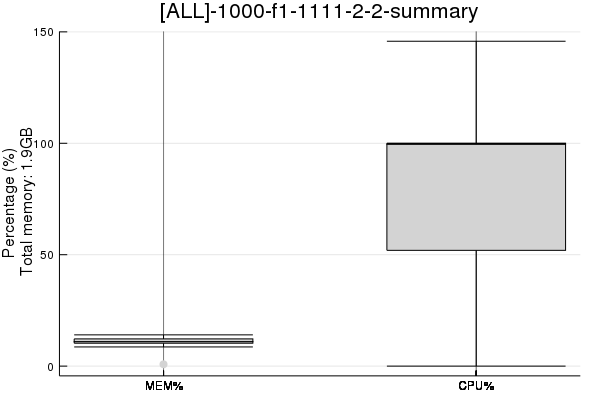 [ALL]-1000-f1-1111-2-2-summary
Percentage (%)
Total memory: 1.9GB
150
100
50
0
MEM%
CPU%